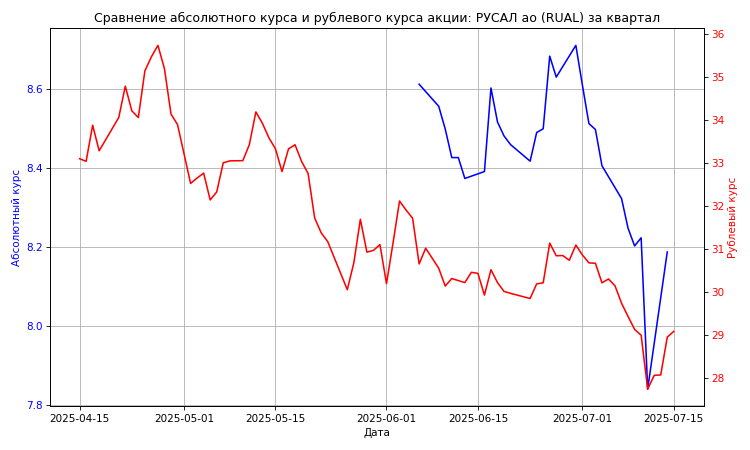 Сравнение абсолютного курса и рублевого курса акции: РУСАЛ ао (RUAL) за квартал
8.6
8.4
8.2
8.0
7.8
Абсолютный курс
36
35
34
33
32
31
30
29
28
Рублевый курс
2025-04-15 2025-05-01 2025-05-15 2025-06-01 2025-06-15 2025-07-01 2025-07-15
Дата